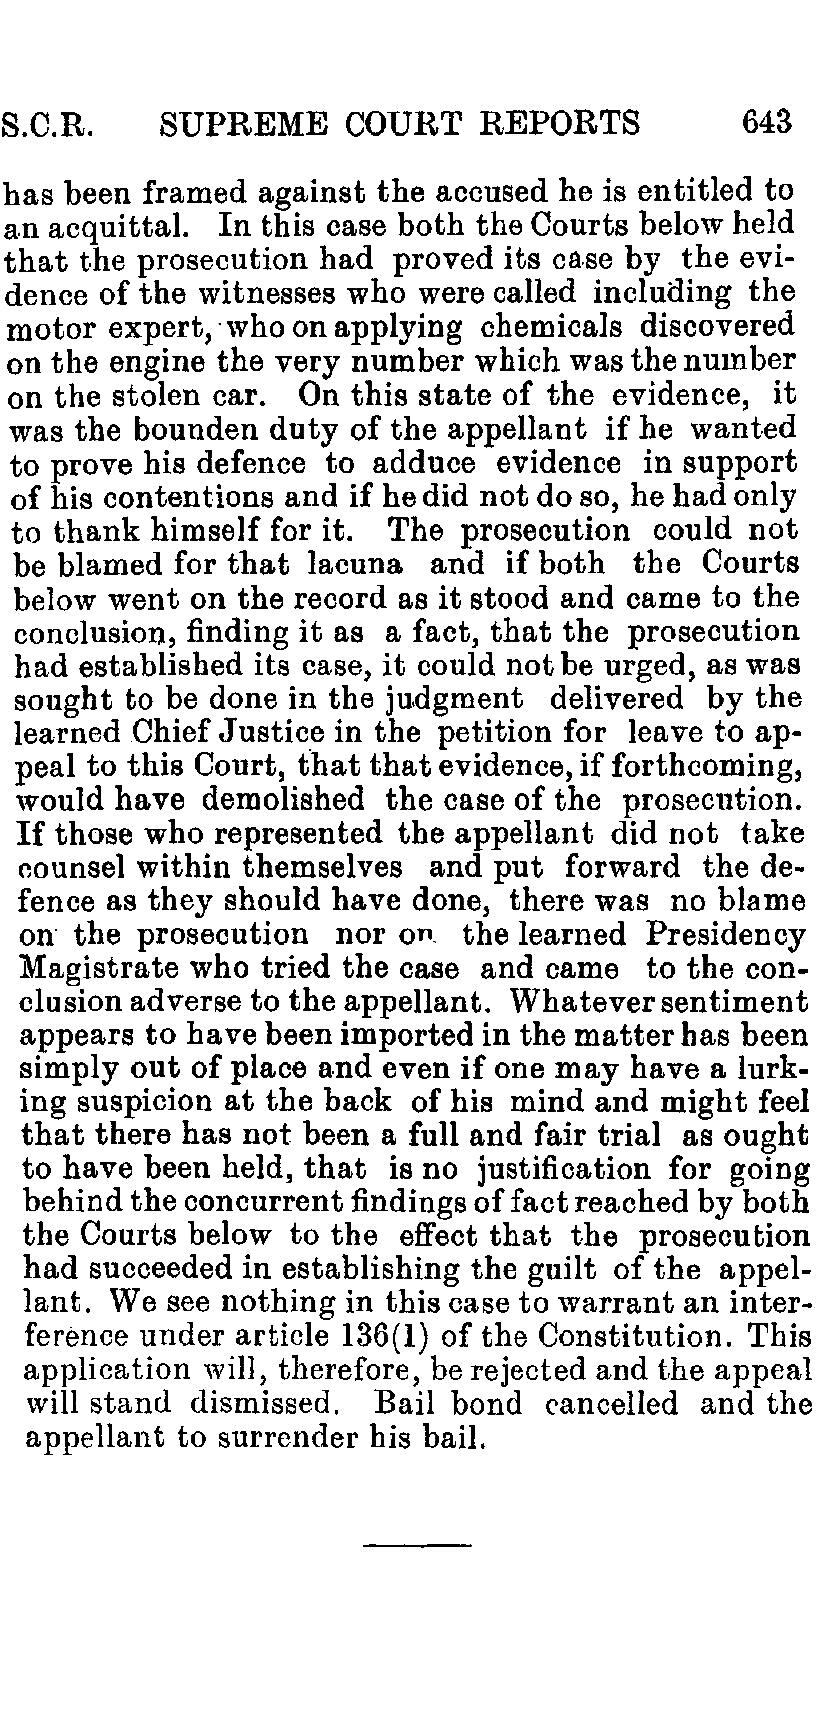 S.C.R. SUPREME COURT REPORTS 643
has been framed against the accused he is entitled to
an acquittal. In this case both the Courts below held
that the prosecution had proved its case by the evi-
dence of the witnesses who were called including the
motor expert, who on applying chemicals discovered
on the engine the very number which was the number
on the stolen car. On this state of the evidence, it
was the bounden duty of the appellant if he wanted
to prove his defence to adduce evidence in support
of his contentions and if he did not do so, he had only
to thank himself for it. The prosecution could not
be blamed for that lacuna and if both the Courts
below went on the record as it stood and came to the
conclusion, finding it as a fact, that the prosecution
had established its case, it could not be urged, as was
sought to be done in the judgment delivered by the
learned Chief Justice in the petition for leave to ap-
peal to this Court, that that evidence, if forthcoming,
would have demolished the case of the prosecution.
If those who represented the appellant did not take
counsel within themselves and put forward the de-
fence as they should have done, there was no blame
on the prosecution nor on the learned Presidency
Magistrate who tried the case and came to the con-
clusion adverse to the appellant. Whatever sentiment
appears to have been imported in the matter has been
simply out of place and even if one may have a lurk-
ing suspicion at the back of his mind and might feel
that there has not been a full and fair trial as ought
to have been held, that is no justification for going
behind the concurrent findings of fact reached by both
the Courts below to the effect that the prosecution
had succeeded in establishing the guilt of the appel-
lant. We see nothing in this case to warrant an inter-
ference under article 136(1) of the Constitution. This
application will, therefore, be rejected and the appeal
will stand dismissed. Bail bond cancelled and the
appellant to surrender his bail.